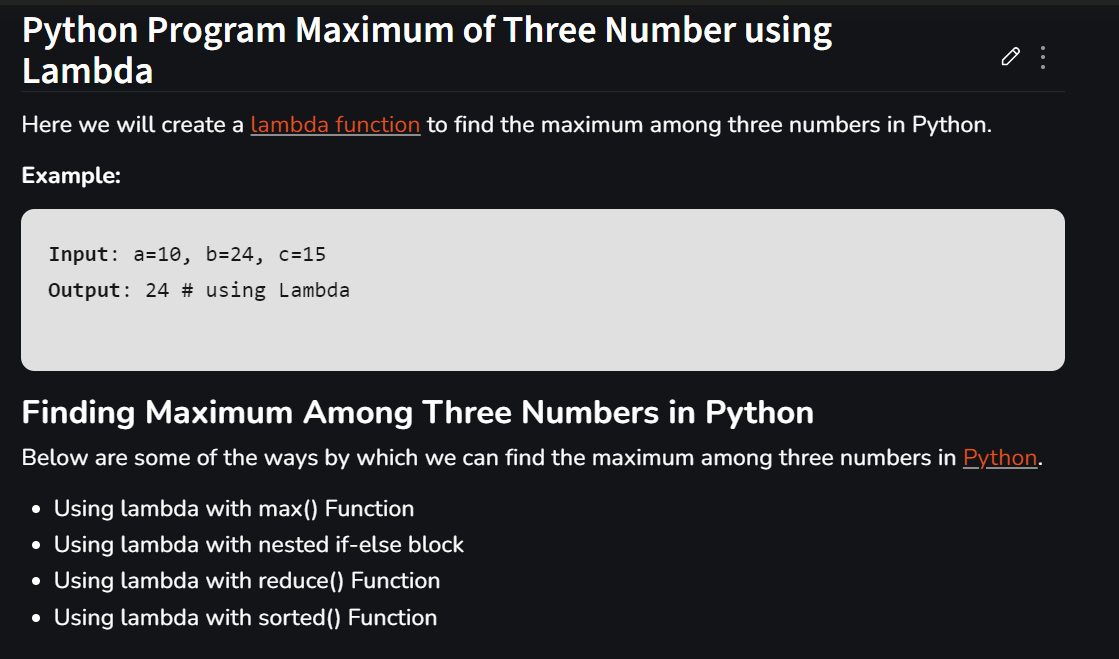 Python Program Maximum of Three Number using
Lambda
Here we will create a lambda function to find the maximum among three numbers in Python.
Example:
Input: a=10, b=24, c=15
Output: 24 # using Lambda
Finding Maximum Among Three Numbers in Python
Below are some of the ways by which we can find the maximum among three numbers in Python.
• Using lambda with max() Function
• Using lambda with nested if-else block
• Using lambda with reduce() Function
• Using lambda with sorted() Function